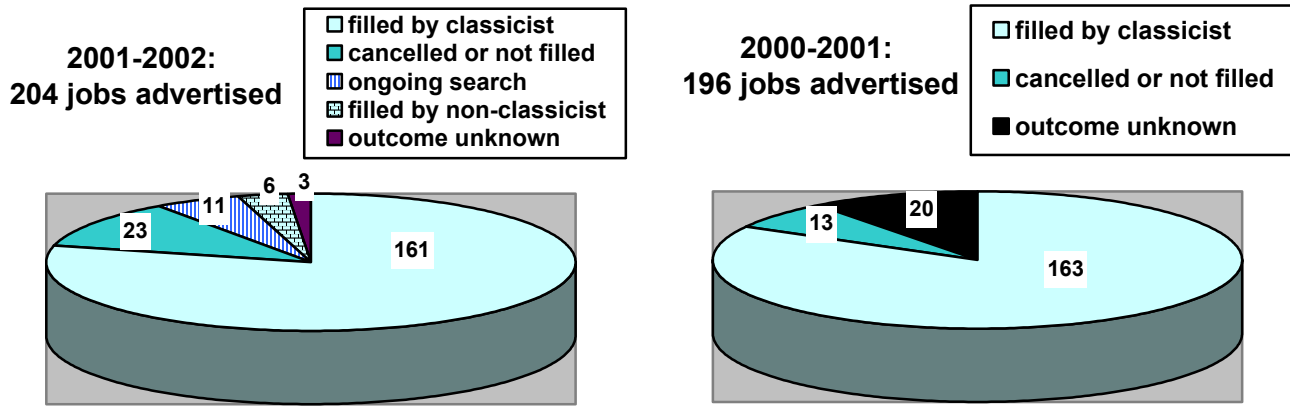 2001-2002:
204 jobs advertised
filled by classicist
cancelled or not filled
ongoing search
filled by non-classicist
outcome unknown
23
11
6
3
161
2000-2001:
196 jobs advertised
filled by classicist
cancelled or not filled
outcome unknown
13
20
163